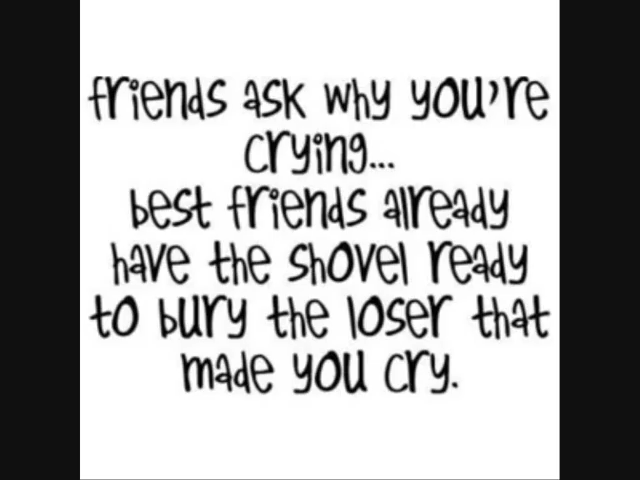 friends ask why you're
crying...
best friends already
have the shovel ready
to bury the loser that
made you cry.